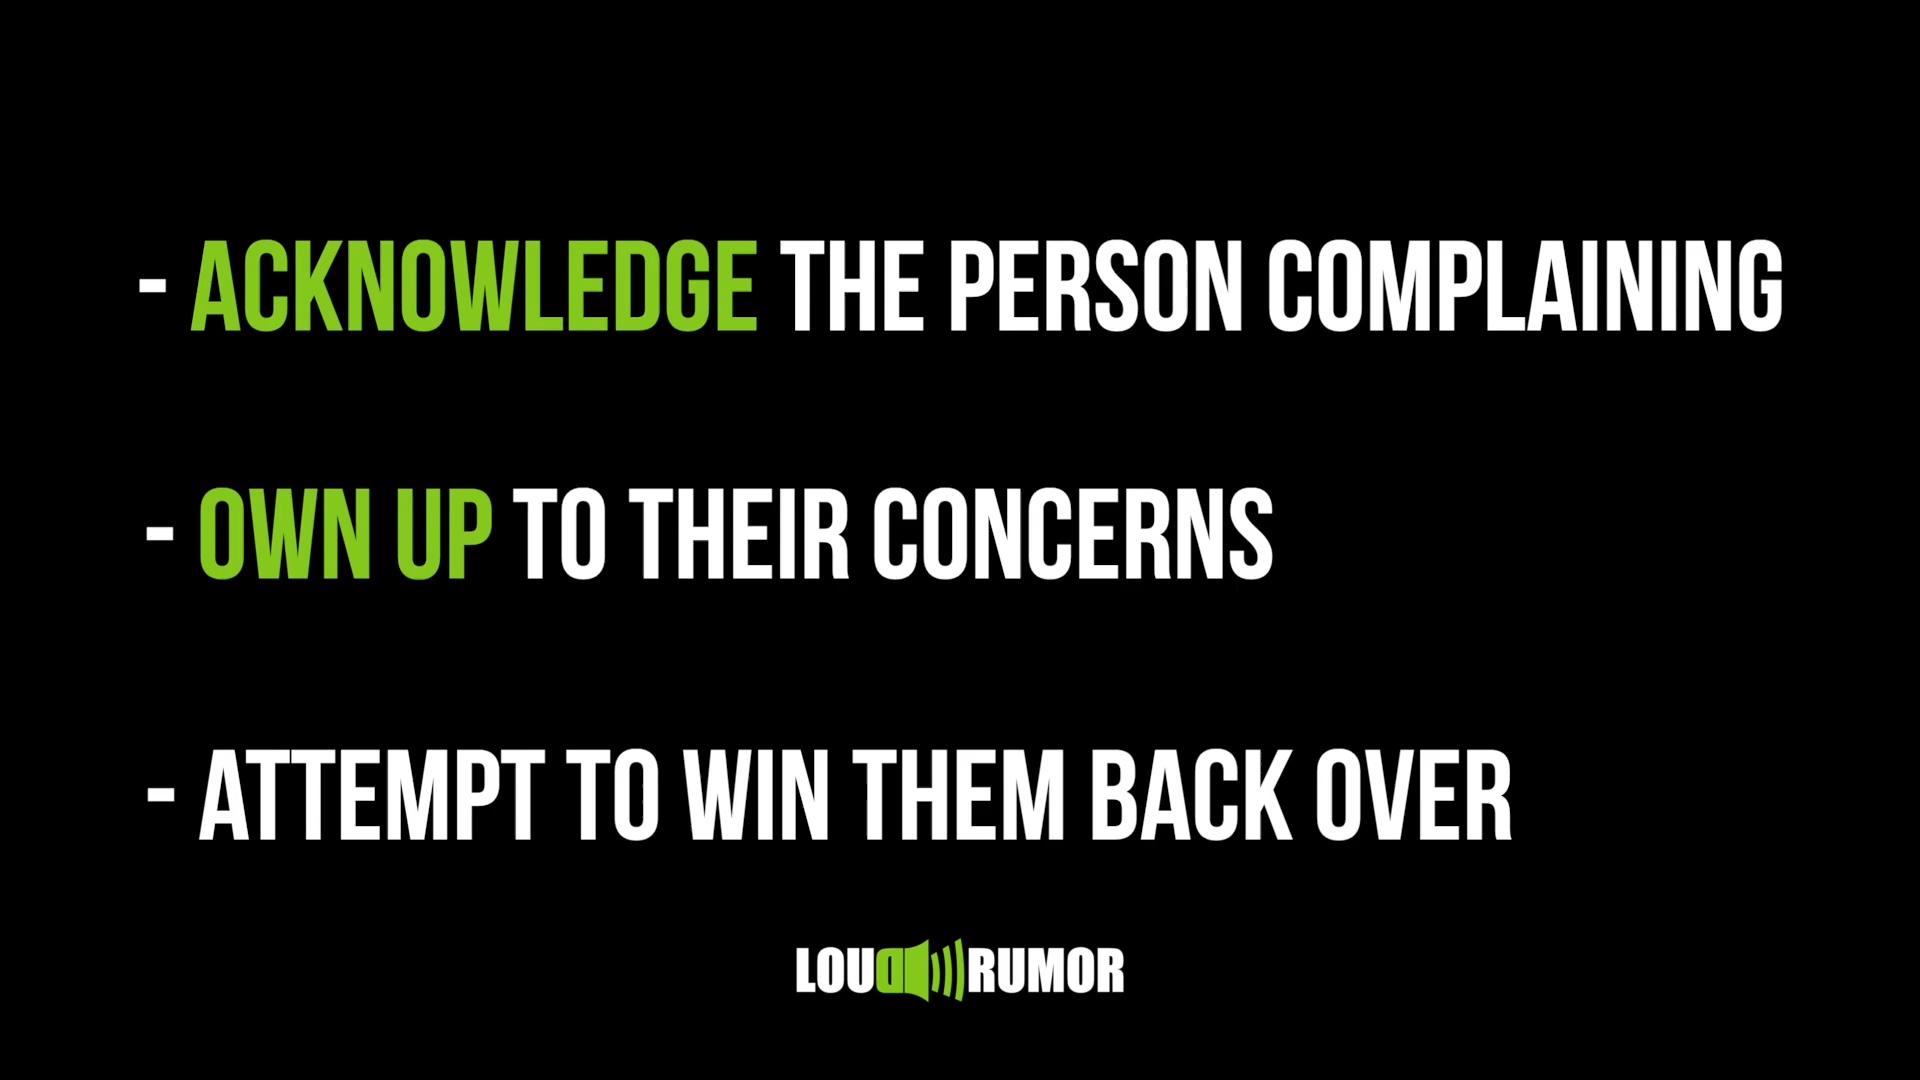 - ACKNOWLEDGE THE PERSON COMPLAINING
- OWN UP TO THEIR CONCERNS
- ATTEMPT TO WIN THEM BACK OVER
LOUD RUMOR